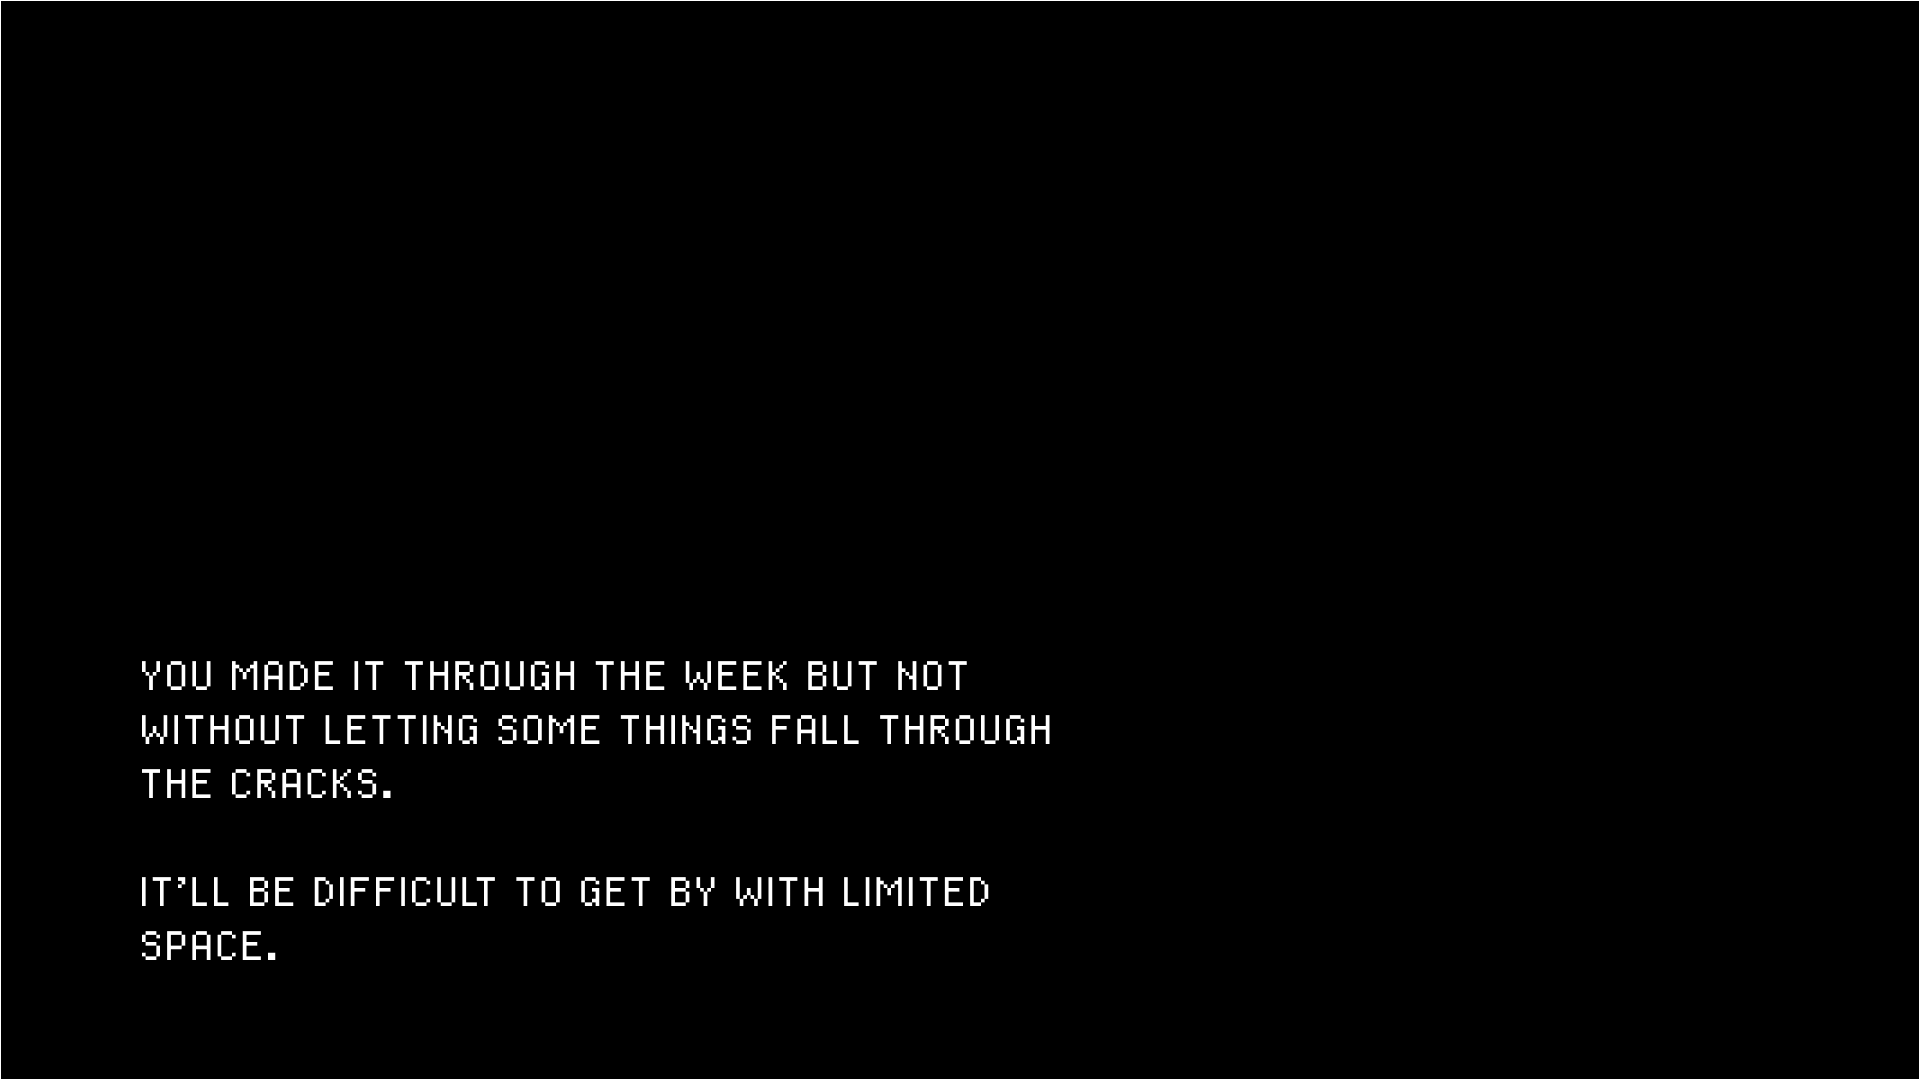 YOU MADE IT THROUGH THE WEEK BUT NOT
WITHOUT LETTING SOME THINGS FALL THROUGH
THE CRACKS.
IT’LL BE DIFFICULT TO GET BY WITH LIMITED
SPACE.